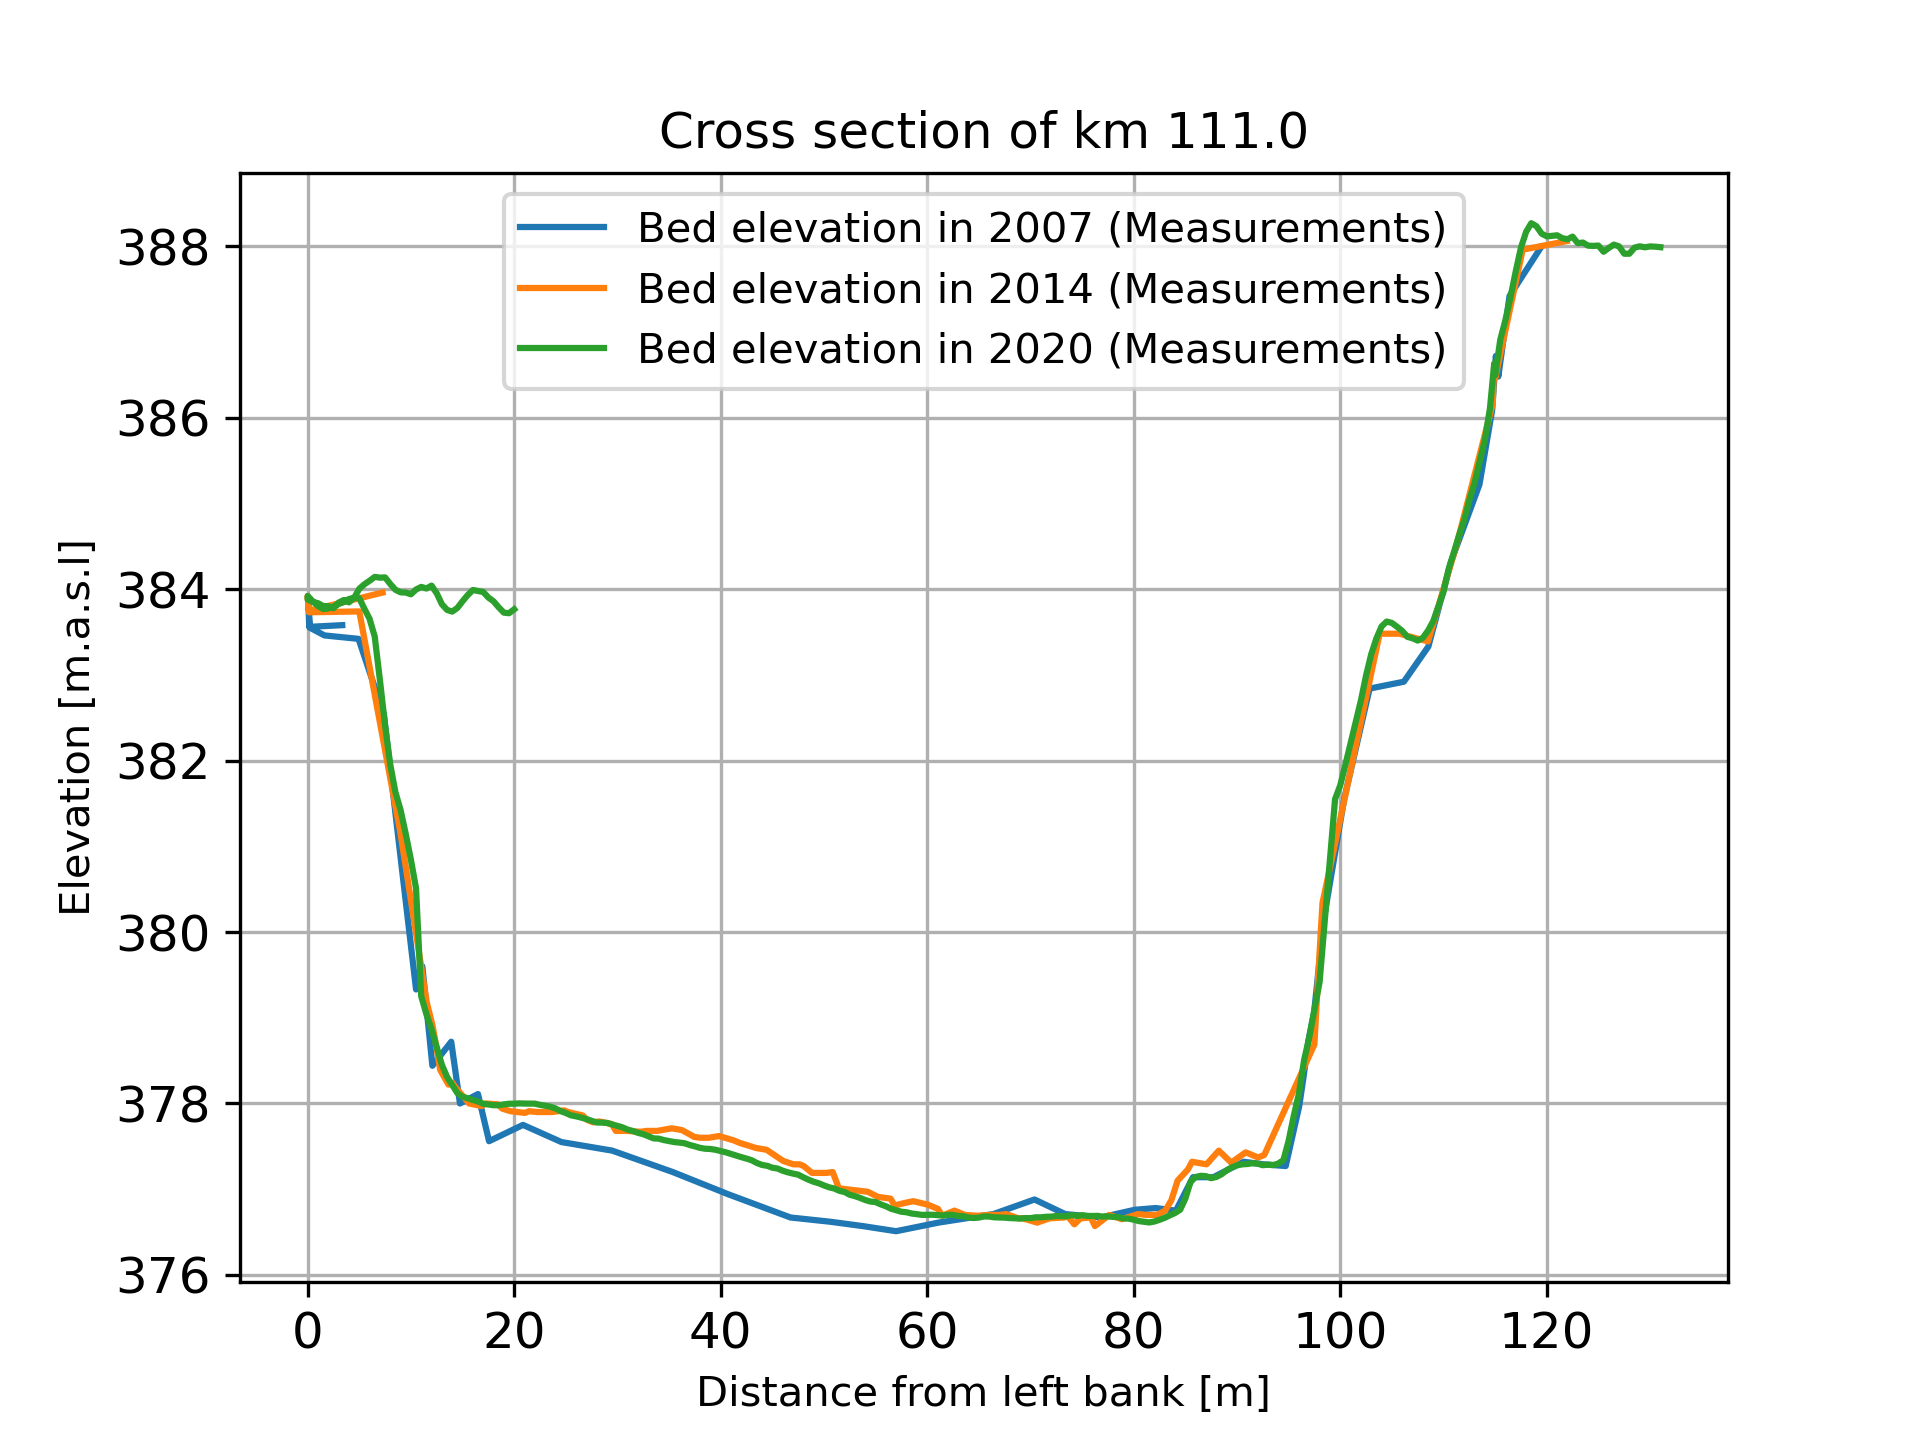 Cross section of km 111.0
Bed elevation in 2007 (Measurements)
Bed elevation in 2014 (Measurements)
Bed elevation in 2020 (Measurements)
388
386
384
382
380
378
376
Elevation [m.a.s.l]
0 20 40 60 80 100 120
Distance from left bank [m]